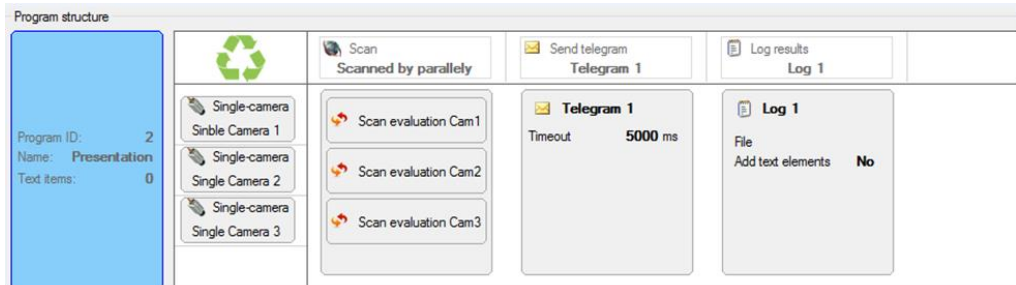 Program structure
Program ID: 2
Name: Presentation
Text items: 0
Single-camera
Sinble Camera 1
Single-camera
Single Camera 2
Single-camera
Single Camera 3
Scan
Scanned by parallely
Scan evaluation Cam1
Scan evaluation Cam2
Scan evaluation Cam3
Send telegram
Telegram 1
Telegram 1
Timeout 5000 ms
Log results
Log 1
Log 1
File
Add text elements No